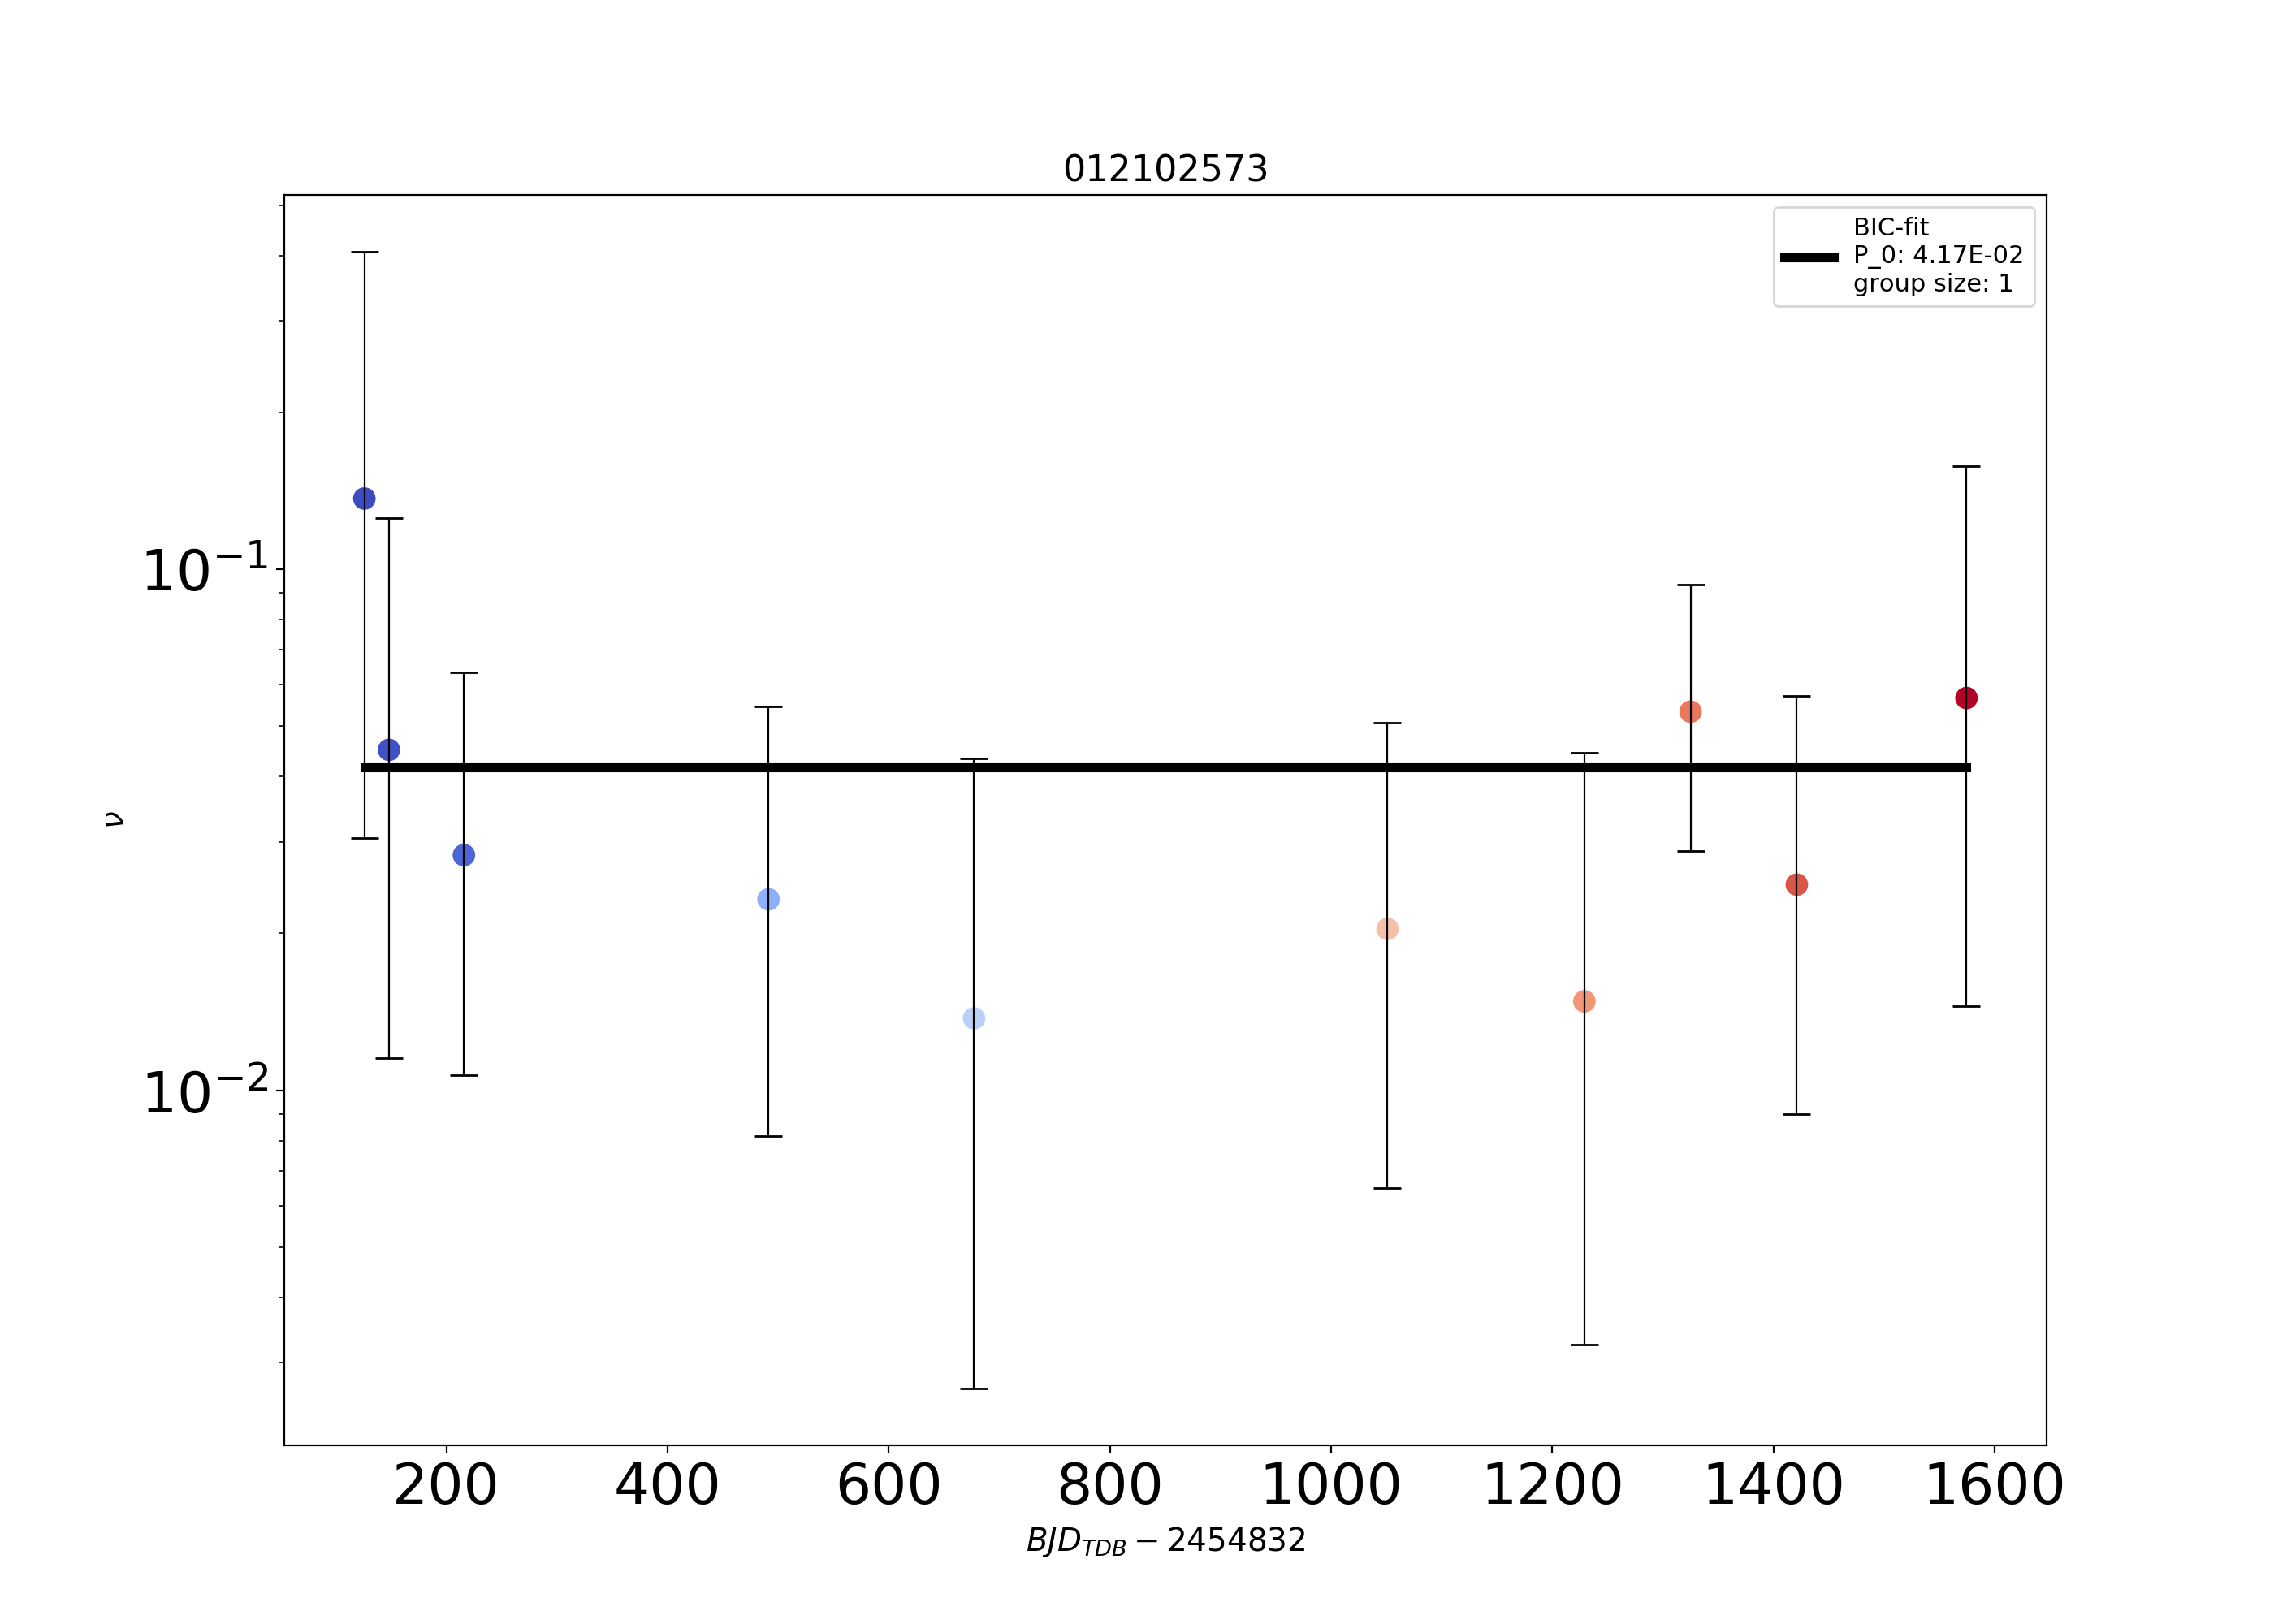 012102573
BIC-fit
P_0: 4.17E-02
group size: 1
10⁻¹
10⁻²
ν
200 400 600 800 1000 1200 1400 1600
BJD_TDB − 2454832